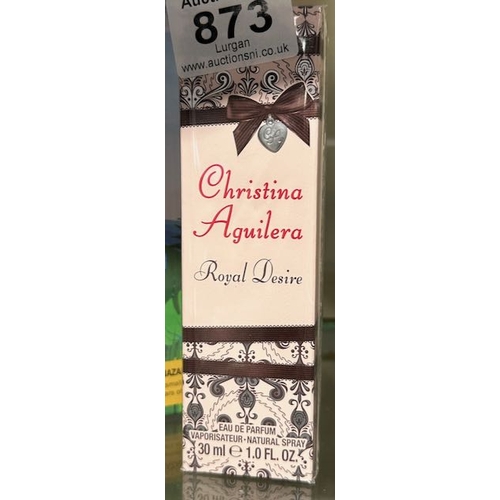 Auctio
873
Lurgan
www.auctionsni.co.uk
Christina
Aguilera
Royal Desire
EAU DE PARFUM
VAPORISATEUR • NATURAL SPRAY
30 ml ℮ 1.0 FL. OZ.